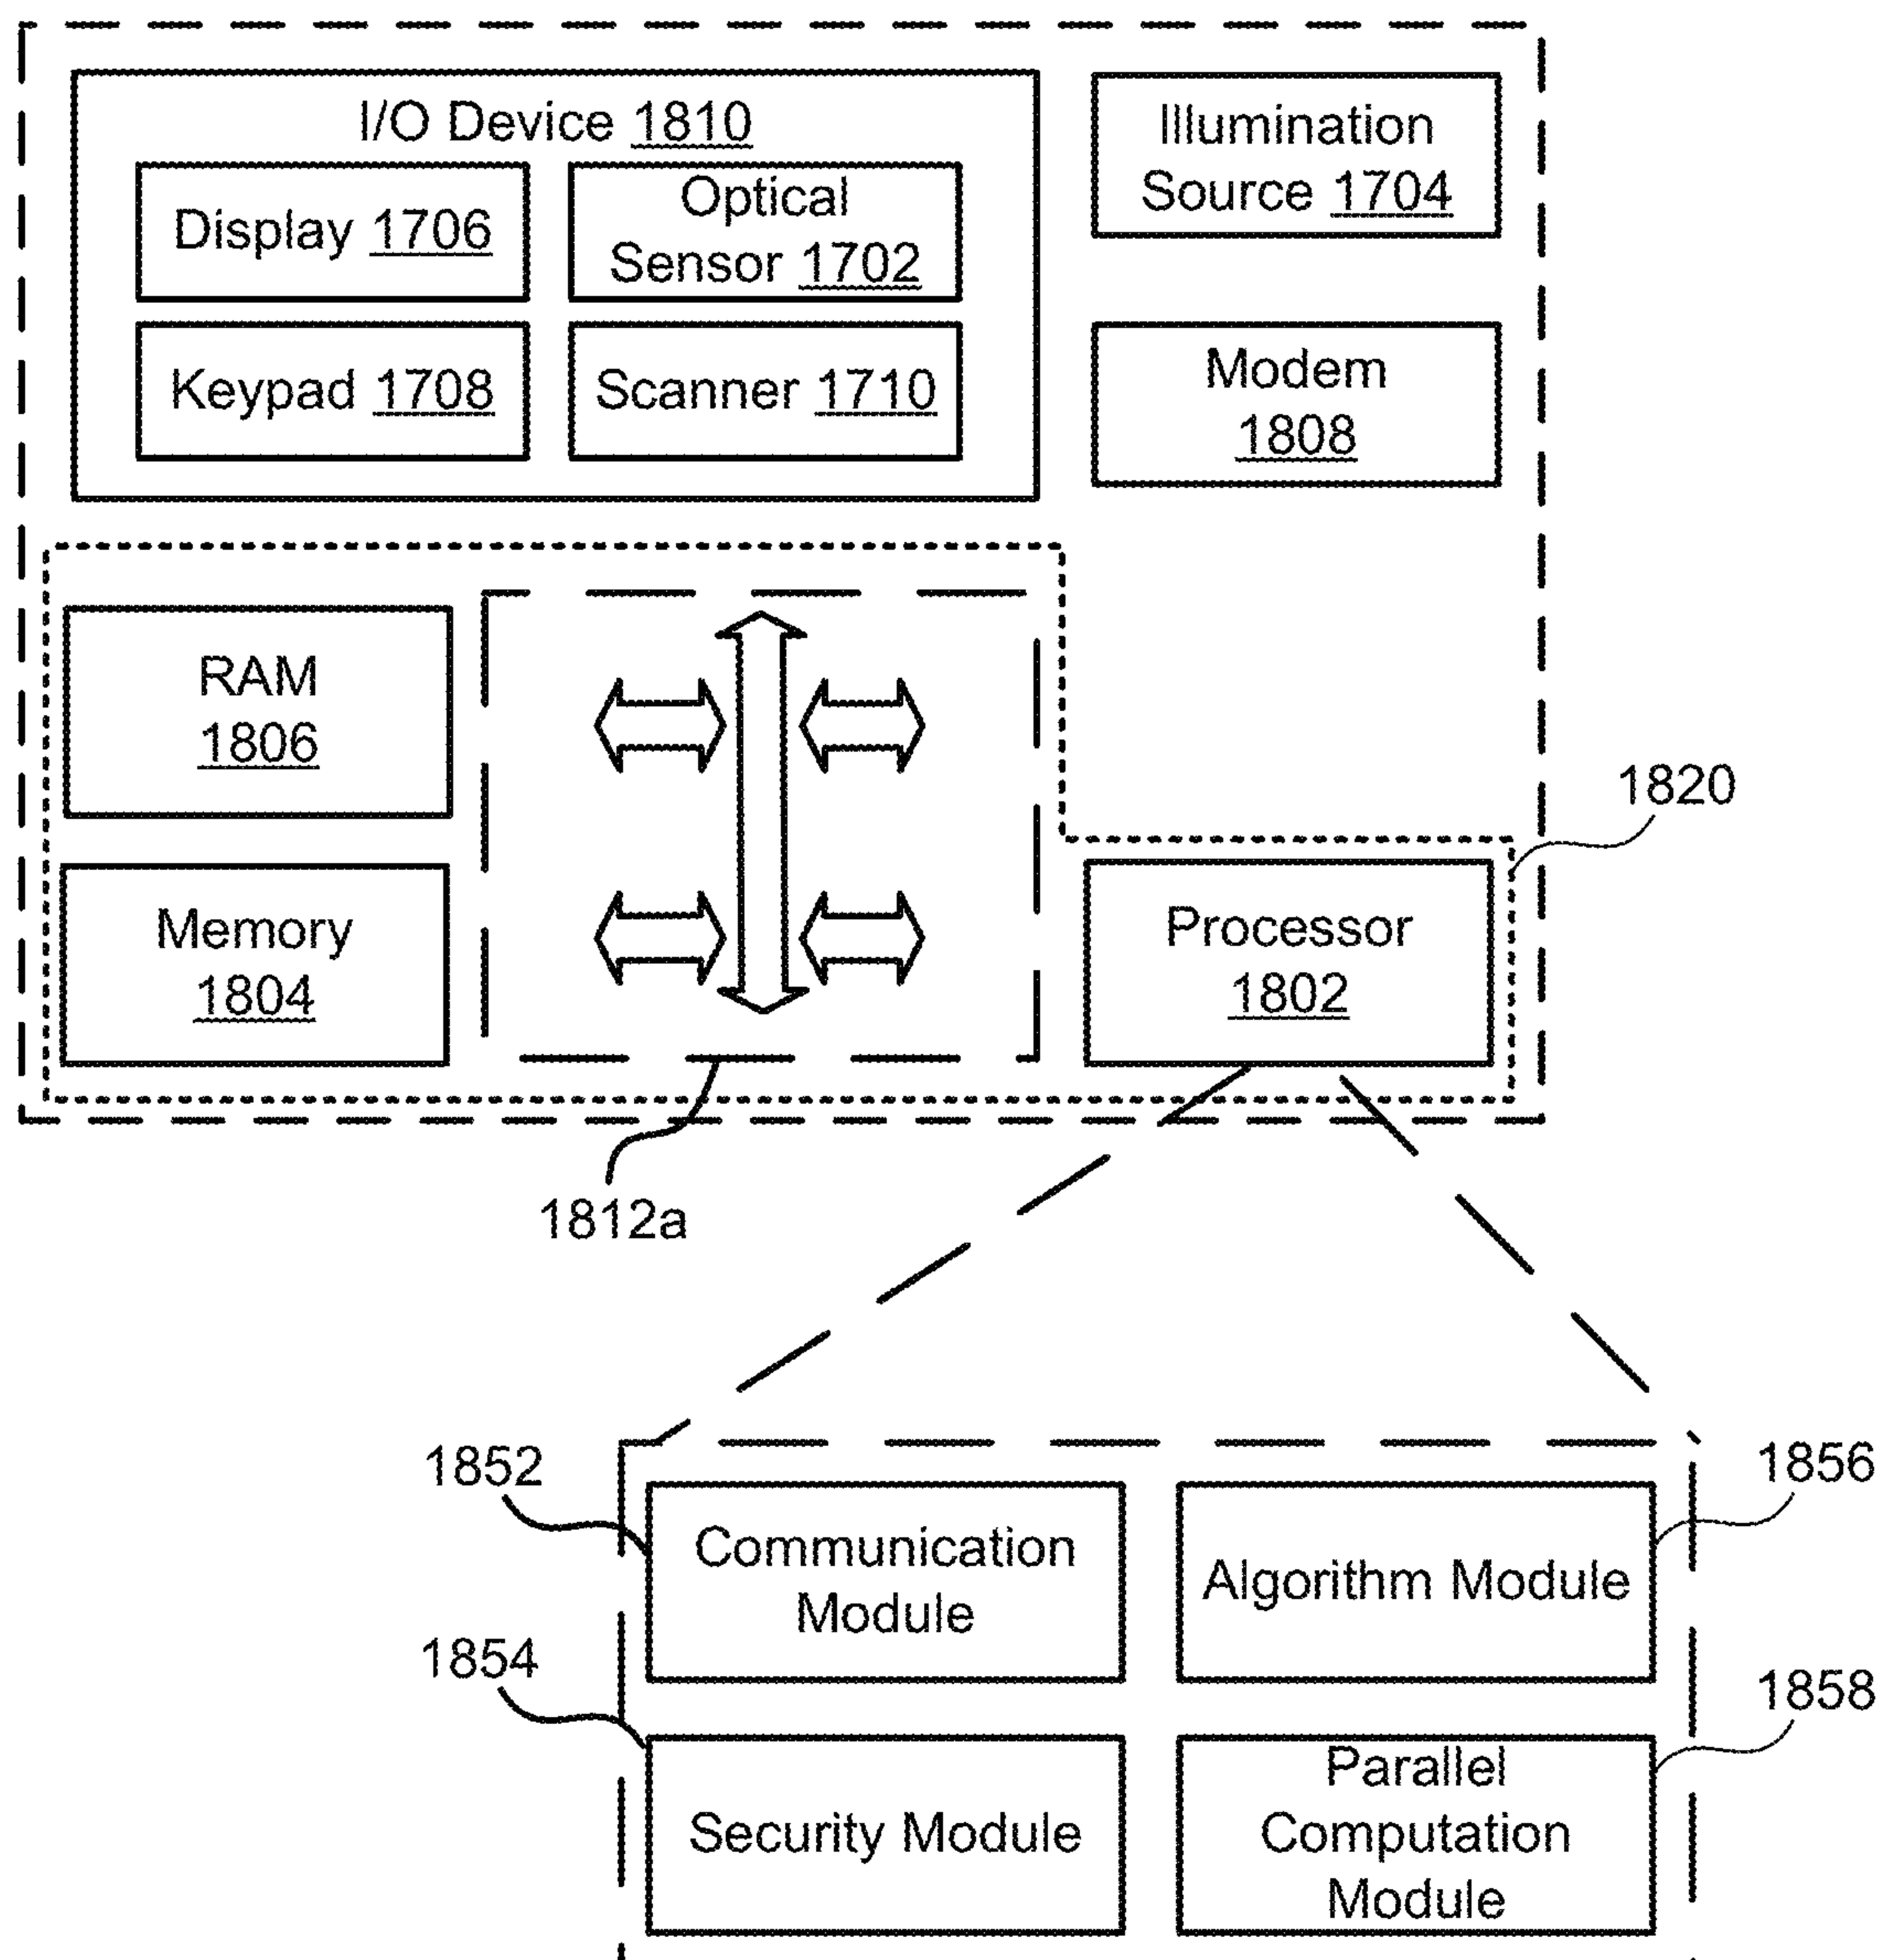 I/O Device 1810
Display 1706
Optical
Sensor 1702
Keypad 1708
Scanner 1710
Illumination
Source 1704
Modem
1808
RAM
1806
Memory
1804
Processor
1802
1820
1812a
1852
Communication
Module
1856
Algorithm Module
1854
Security Module
1858
Parallel
Computation
Module